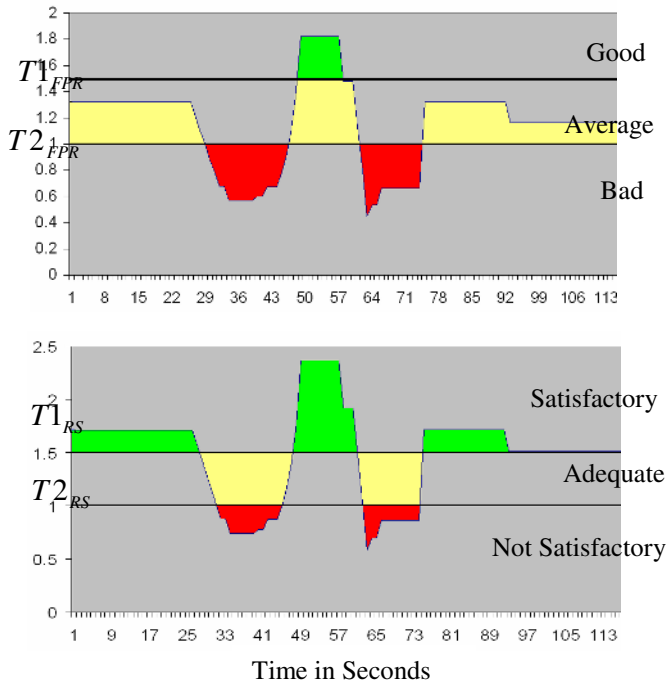 2
1.8
Good
1.6
T1FPR
1.4
1.2
Average
T2FPR
1
0.8
Bad
0.6
0.4
0.2
0
1 8 15 22 29 36 43 50 57 64 71 78 85 92 99 106 113
2.5
Satisfactory
2
T1RS
1.5
Adequate
T2RS
1
Not Satisfactory
0.5
0
1 9 17 25 33 41 49 57 65 73 81 89 97 105 113
Time in Seconds